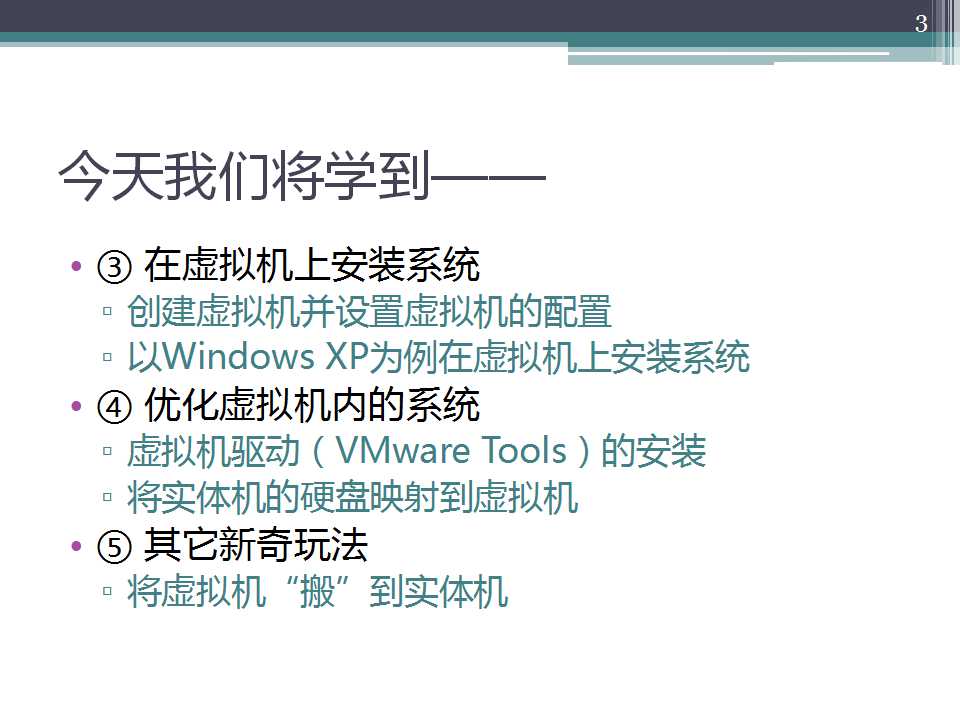 3
今天我们将学到——
• ③ 在虚拟机上安装系统
▫ 创建虚拟机并设置虚拟机的配置
▫ 以Windows XP为例在虚拟机上安装系统
• ④ 优化虚拟机内的系统
▫ 虚拟机驱动（VMware Tools）的安装
▫ 将实体机的硬盘映射到虚拟机
• ⑤ 其它新奇玩法
▫ 将虚拟机“搬”到实体机